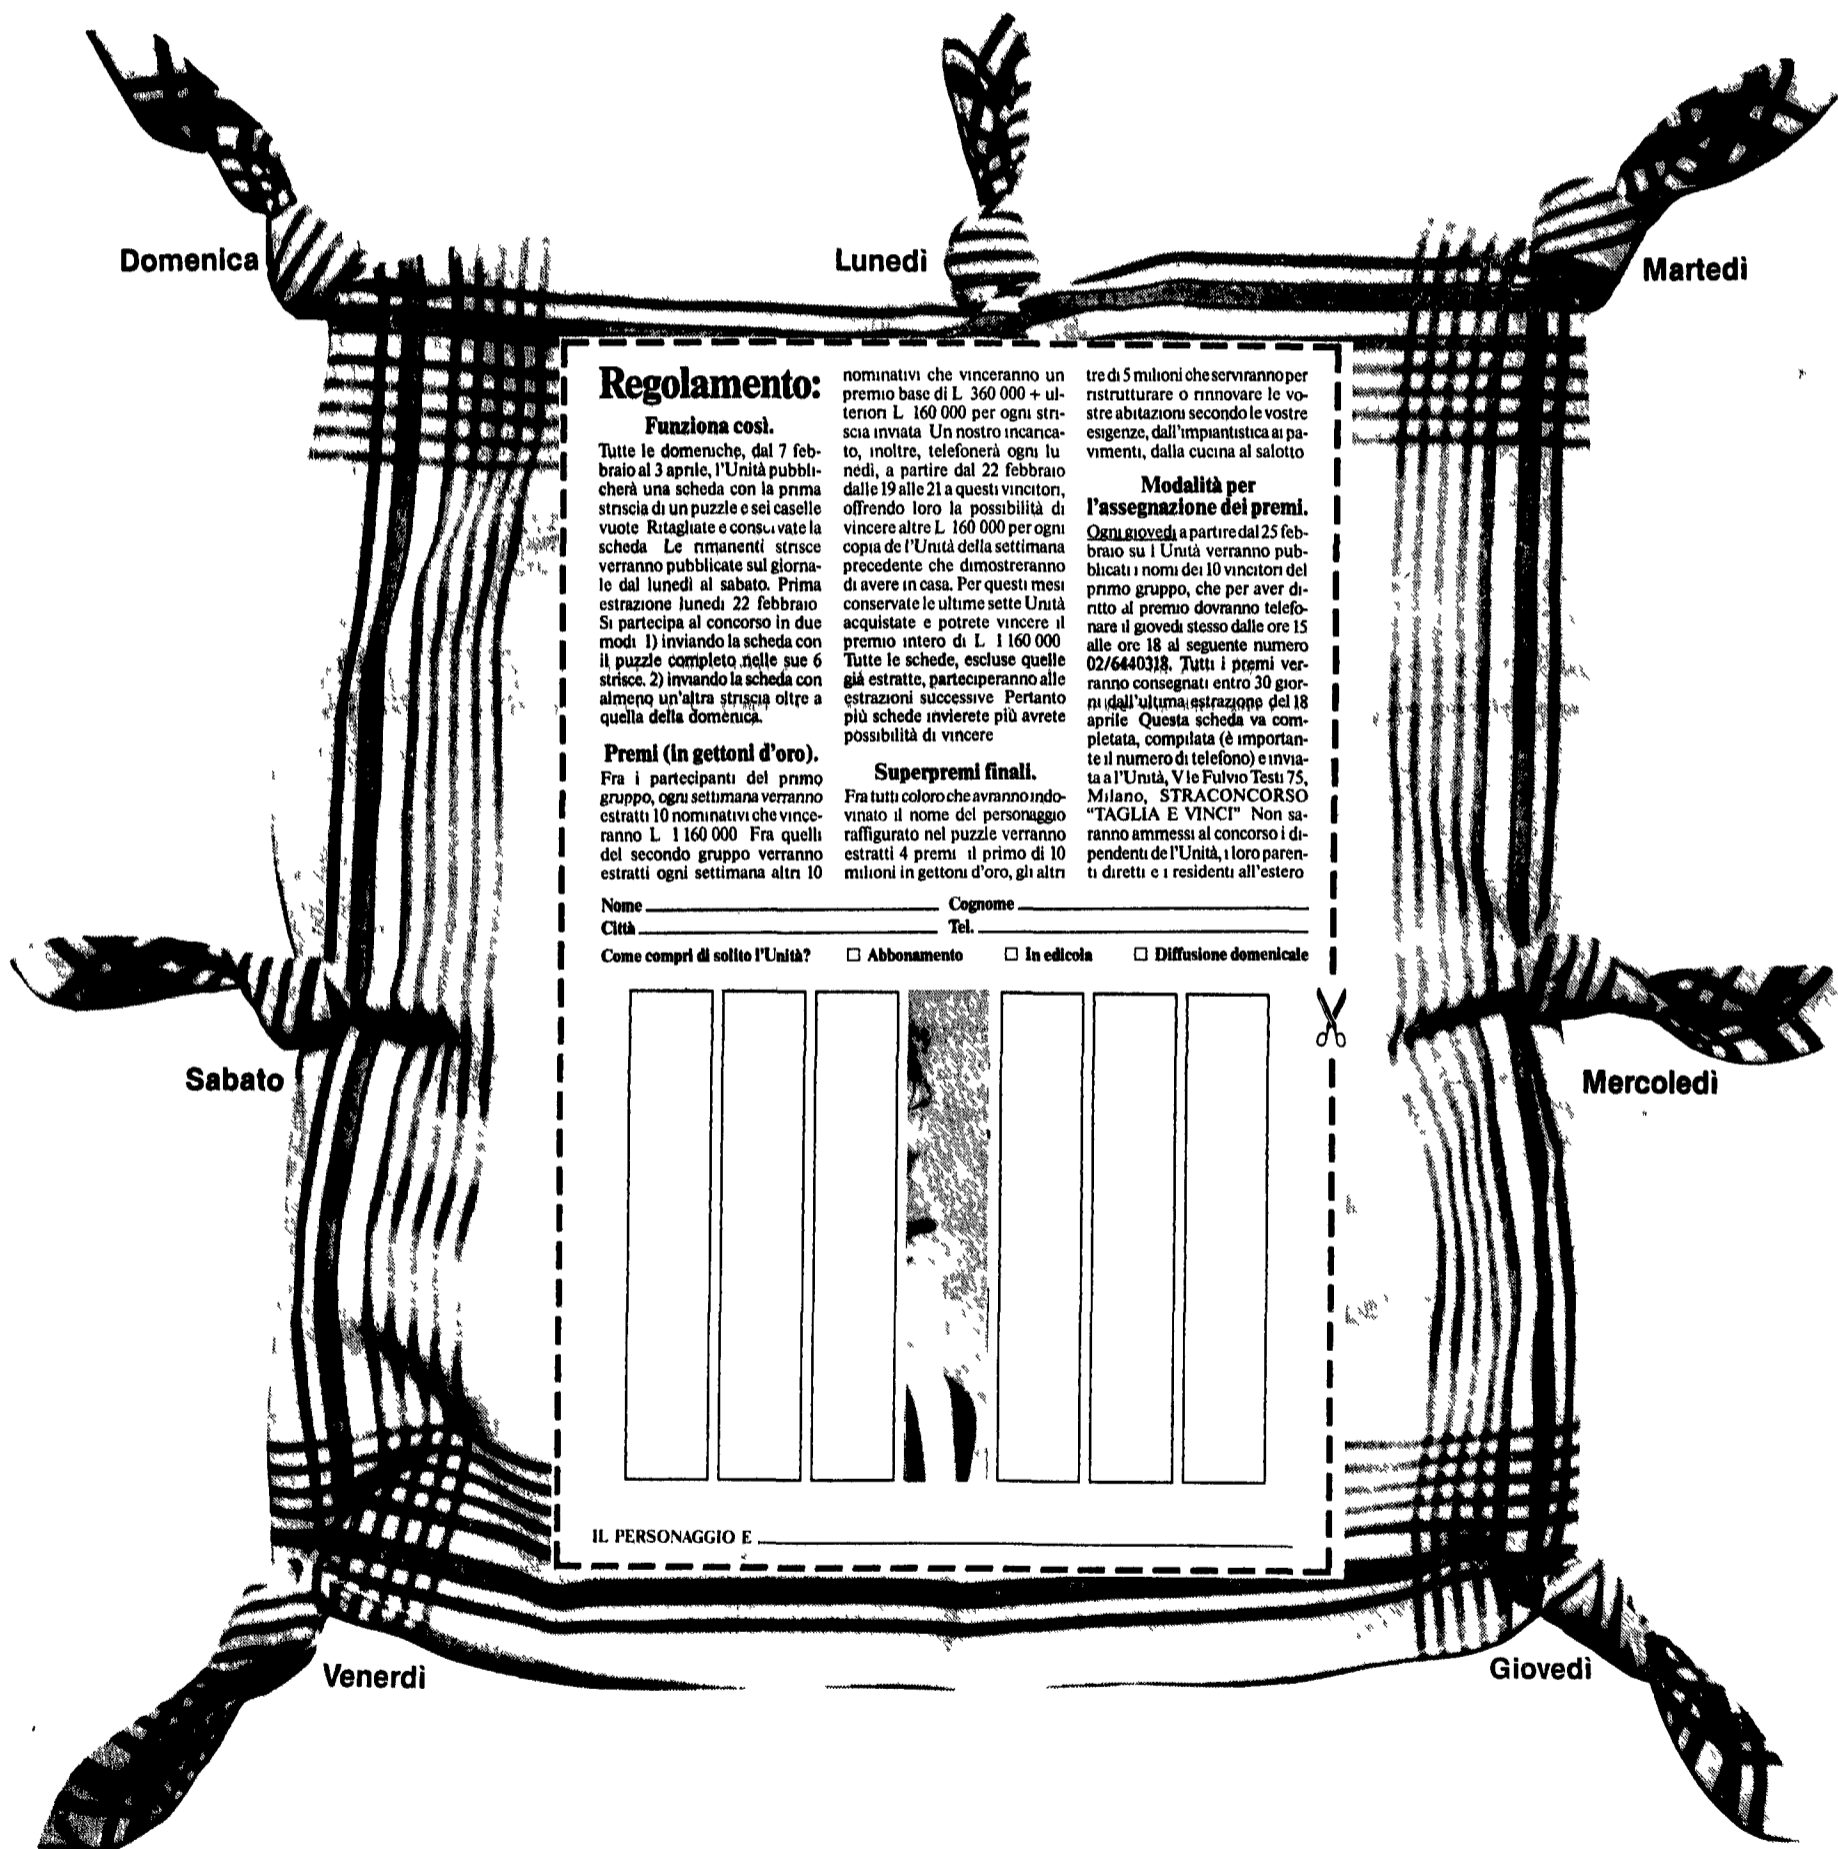 Domenica
Lunedì
Martedì
Regolamento:
Funziona così.
Tutte le domeniche, dal 7 feb-
braio al 3 aprile, l'Unità pubbli-
cherà una scheda con la prima
striscia di un puzzle e sei caselle
vuote Ritagliate e conservate la
scheda Le rimanenti strisce
verranno pubblicate sul giorna-
le dal lunedì al sabato. Prima
estrazione lunedì 22 febbraio
Si partecipa al concorso in due
modi 1) inviando la scheda con
il puzzle completo nelle sue 6
strisce. 2) inviando la scheda con
almeno un'altra striscia oltre a
quella della domenica.
Premi (in gettoni d'oro).
Fra i partecipanti del primo
gruppo, ogni settimana verranno
estratti 10 nominativi che vince-
ranno L 1 160 000 Fra quelli
del secondo gruppo verranno
estratti ogni settimana altri 10
nominativi che vinceranno un
premio base di L 360 000 + ul-
teriori L 160 000 per ogni stri-
scia inviata Un nostro incarica-
to, inoltre, telefonerà ogni lu
nedì, a partire dal 22 febbraio
dalle 19 alle 21 a questi vincitori,
offrendo loro la possibilità di
vincere altre L 160 000 per ogni
copia de l'Unità della settimana
precedente che dimostreranno
di avere in casa. Per questi mesi
conservate le ultime sette Unità
acquistate e potrete vincere il
premio intero di L 1 160 000
Tutte le schede, escluse quelle
già estratte, parteciperanno alle
estrazioni successive Pertanto
più schede invierete più avrete
possibilità di vincere
Superpremi finali.
Fra tutti coloro che avranno indo-
vinato il nome del personaggio
raffigurato nel puzzle verranno
estratti 4 premi il primo di 10
milioni in gettoni d'oro, gli altri
tre di 5 milioni che serviranno per
ristrutturare o rinnovare le vo-
stre abitazioni secondo le vostre
esigenze, dall'impiantistica ai pa-
vimenti, dalla cucina al salotto
Modalità per
l'assegnazione dei premi.
Ogni giovedì a partire dal 25 feb-
braio su l Unità verranno pub-
blicati i nomi dei 10 vincitori del
primo gruppo, che per aver di-
ritto al premio dovranno telefo-
nare il giovedì stesso dalle ore 15
alle ore 18 al seguente numero
02/6440318. Tutti i premi ver-
ranno consegnati entro 30 gior-
ni dall'ultima estrazione del 18
aprile Questa scheda va com-
pletata, compilata (è importan-
te il numero di telefono) e invia-
ta a l'Unità, V le Fulvio Testi 75,
Milano, STRACONCORSO
"TAGLIA E VINCI" Non sa-
ranno ammessi al concorso i di-
pendenti de l'Unità, i loro paren-
ti diretti e i residenti all'estero
Nome Cognome
Città Tel.
Come compri di solito l'Unità? Abbonamento In edicola Diffusione domenicale
Sabato
Mercoledì
IL PERSONAGGIO E
Venerdì
Giovedì